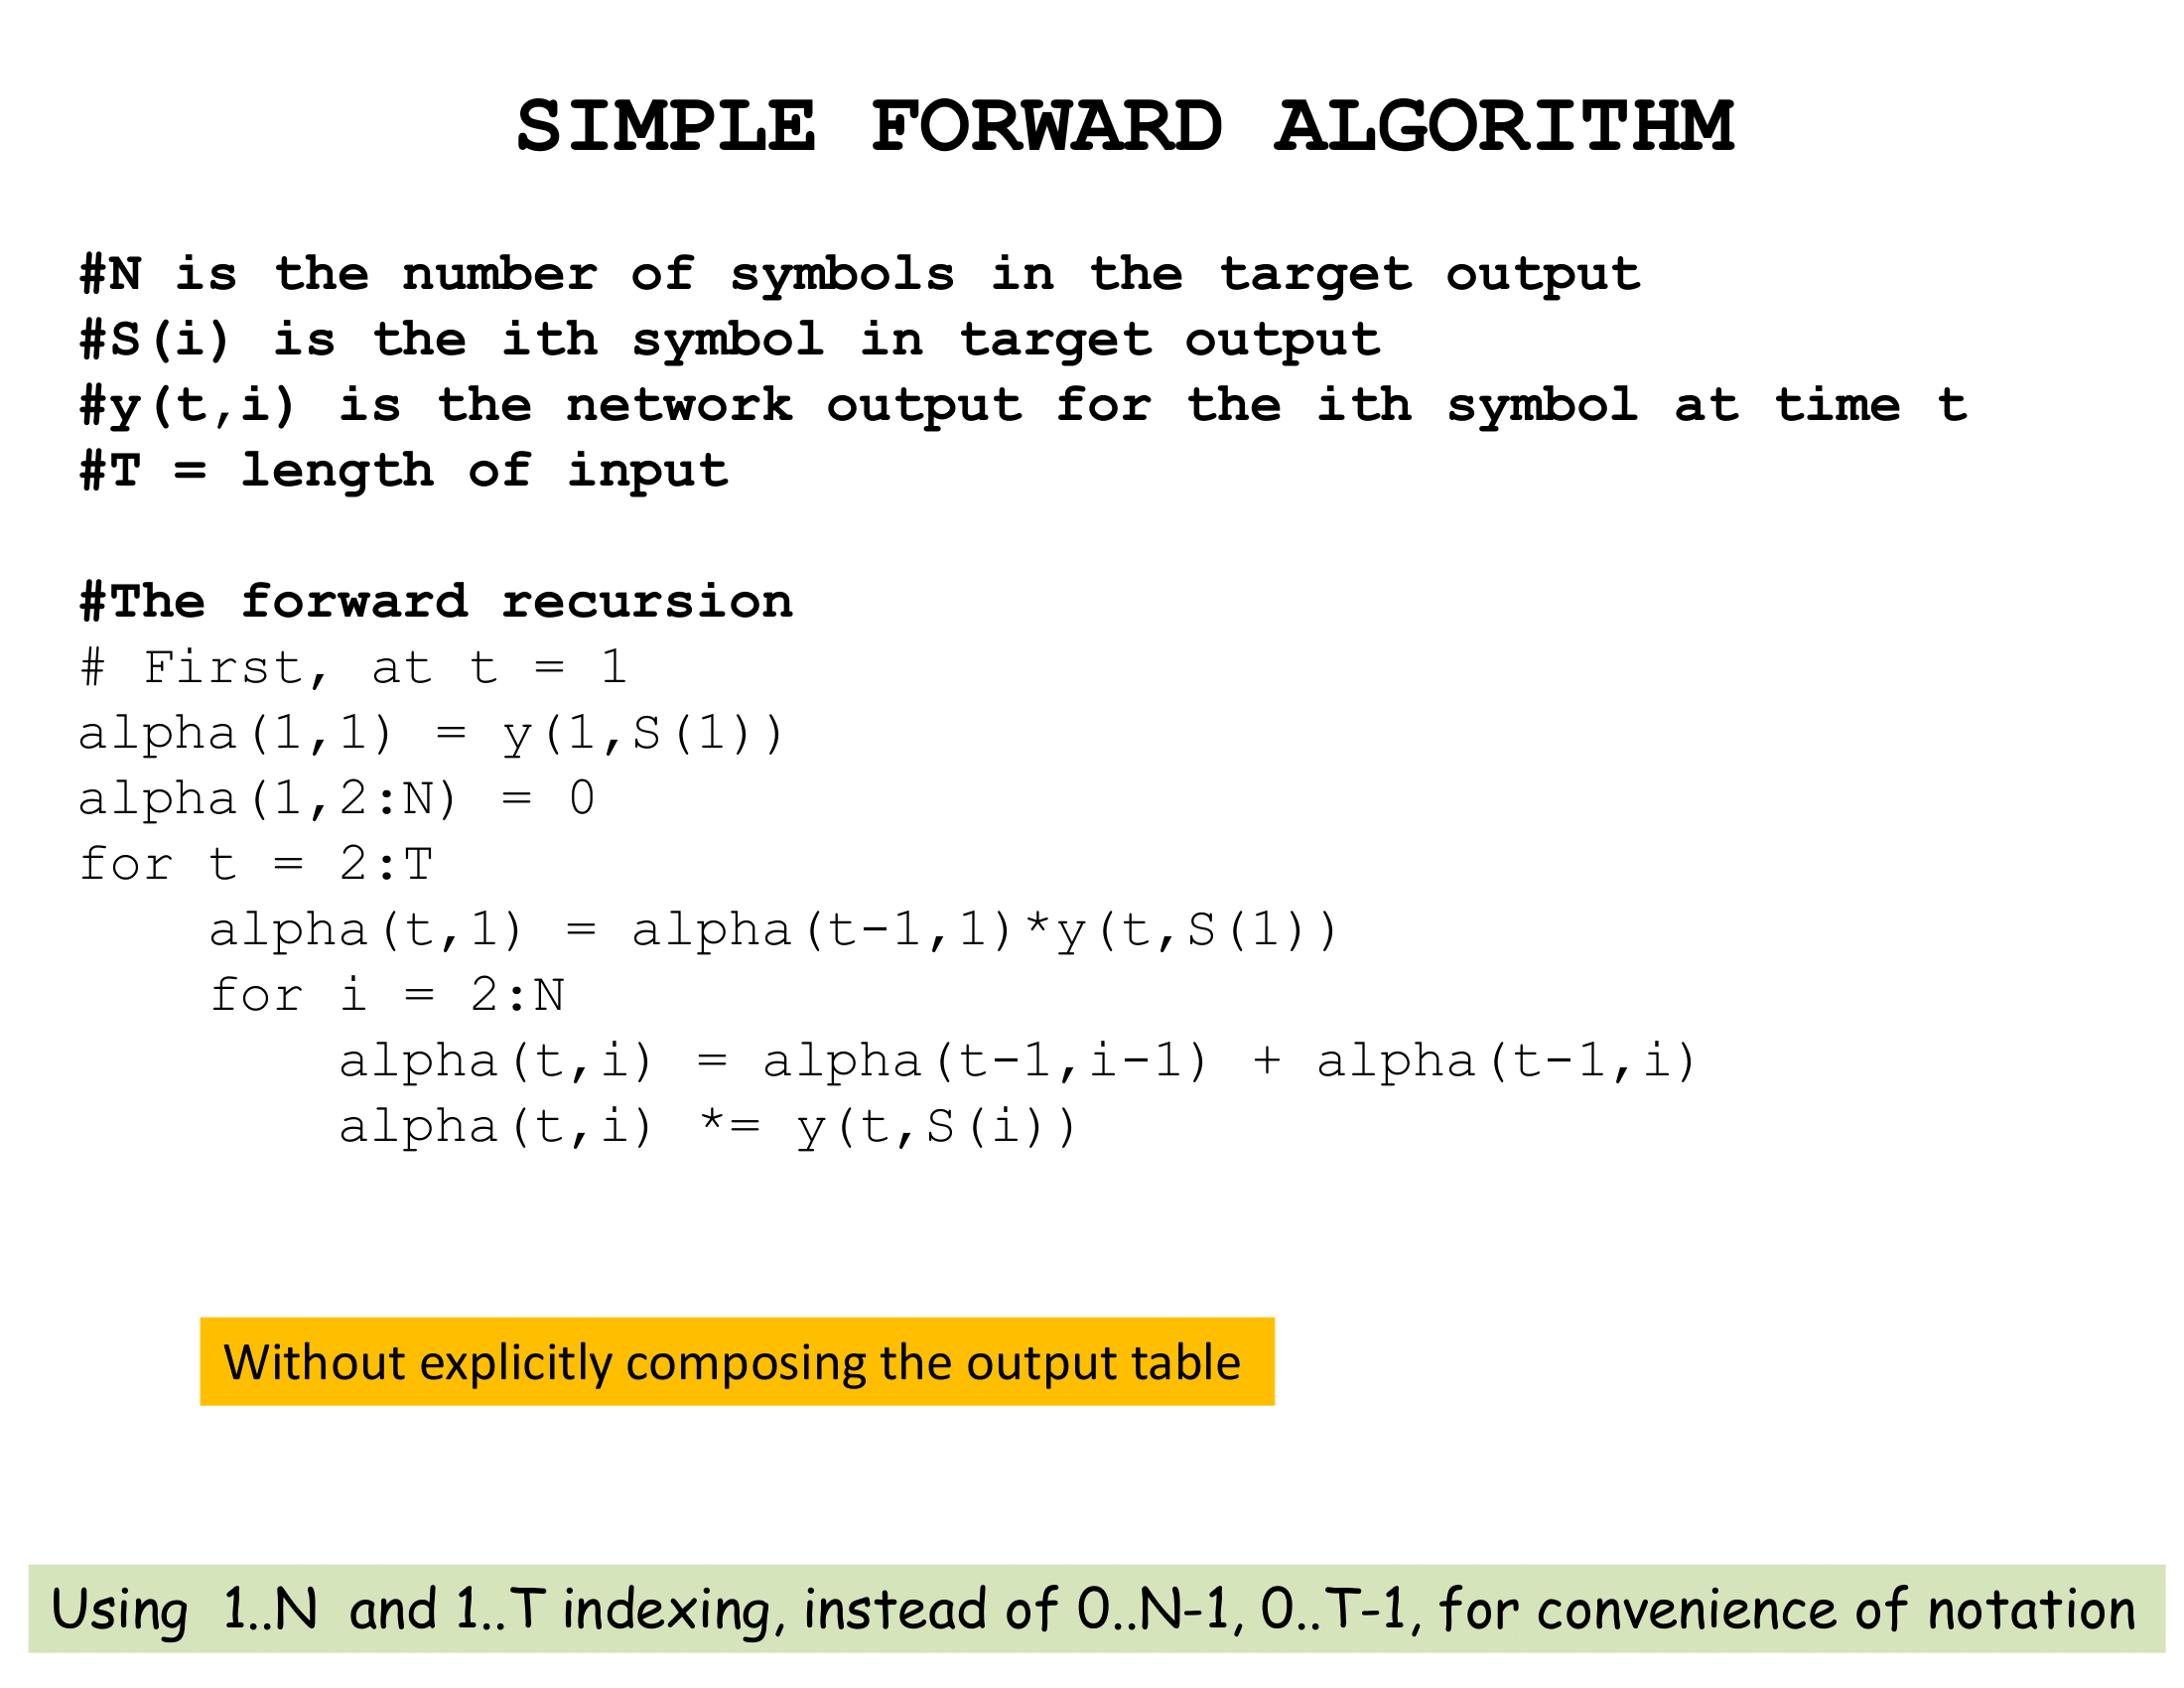 SIMPLE FORWARD ALGORITHM
#N is the number of symbols in the target output
#S(i) is the ith symbol in target output
#y(t,i) is the network output for the ith symbol at time t
#T = length of input
#The forward recursion
# First, at t = 1
alpha(1,1) = y(1,S(1))
alpha(1,2:N) = 0
for t = 2:T
    alpha(t,1) = alpha(t-1,1)*y(t,S(1))
    for i = 2:N
        alpha(t,i) = alpha(t-1,i-1) + alpha(t-1,i)
        alpha(t,i) *= y(t,S(i))
Without explicitly composing the output table
Using 1..N and 1..T indexing, instead of 0..N-1, 0..T-1, for convenience of notation